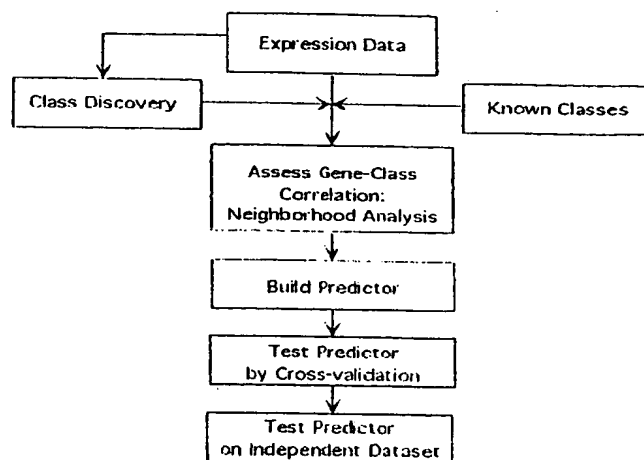 Expression Data
Class Discovery
Known Classes
Assess Gene-Class
Correlation:
Neighborhood Analysis
Build Predictor
Test Predictor
by Cross-validation
Test Predictor
on Independent Dataset